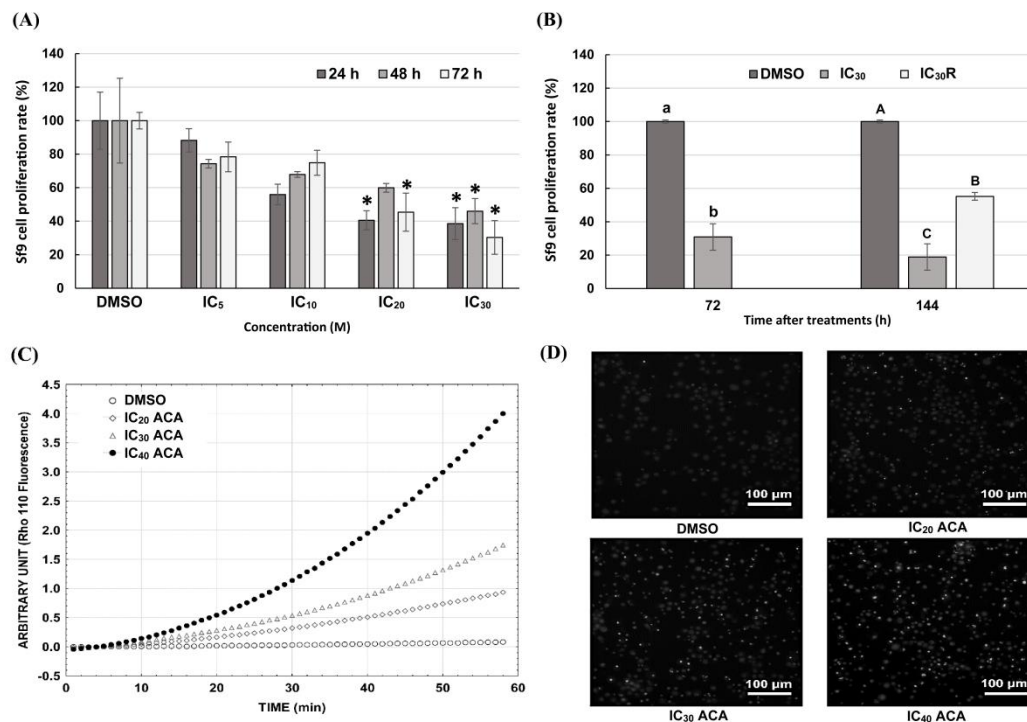 (A)
Sf9 cell proliferation rate (%)
140
120
100
80
60
40
20
0
24 h 48 h 72 h
* * * * *
DMSO IC₅ IC₁₀ IC₂₀ IC₃₀
Concentration (M)
(B)
Sf9 cell proliferation rate (%)
140
120
100
80
60
40
20
0
DMSO IC₃₀ IC₃₀R
a b A C B
72 144
Time after treatments (h)
(C)
ARBITRARY UNIT (Rho 110 Fluorescence)
4.5
4.0
3.5
3.0
2.5
2.0
1.5
1.0
0.5
0.0
-0.5
DMSO
IC₂₀ ACA
IC₃₀ ACA
IC₄₀ ACA
0 10 20 30 40 50 60
TIME (min)
(D)
100 µm
DMSO
100 µm
IC₂₀ ACA
100 µm
IC₃₀ ACA
100 µm
IC₄₀ ACA